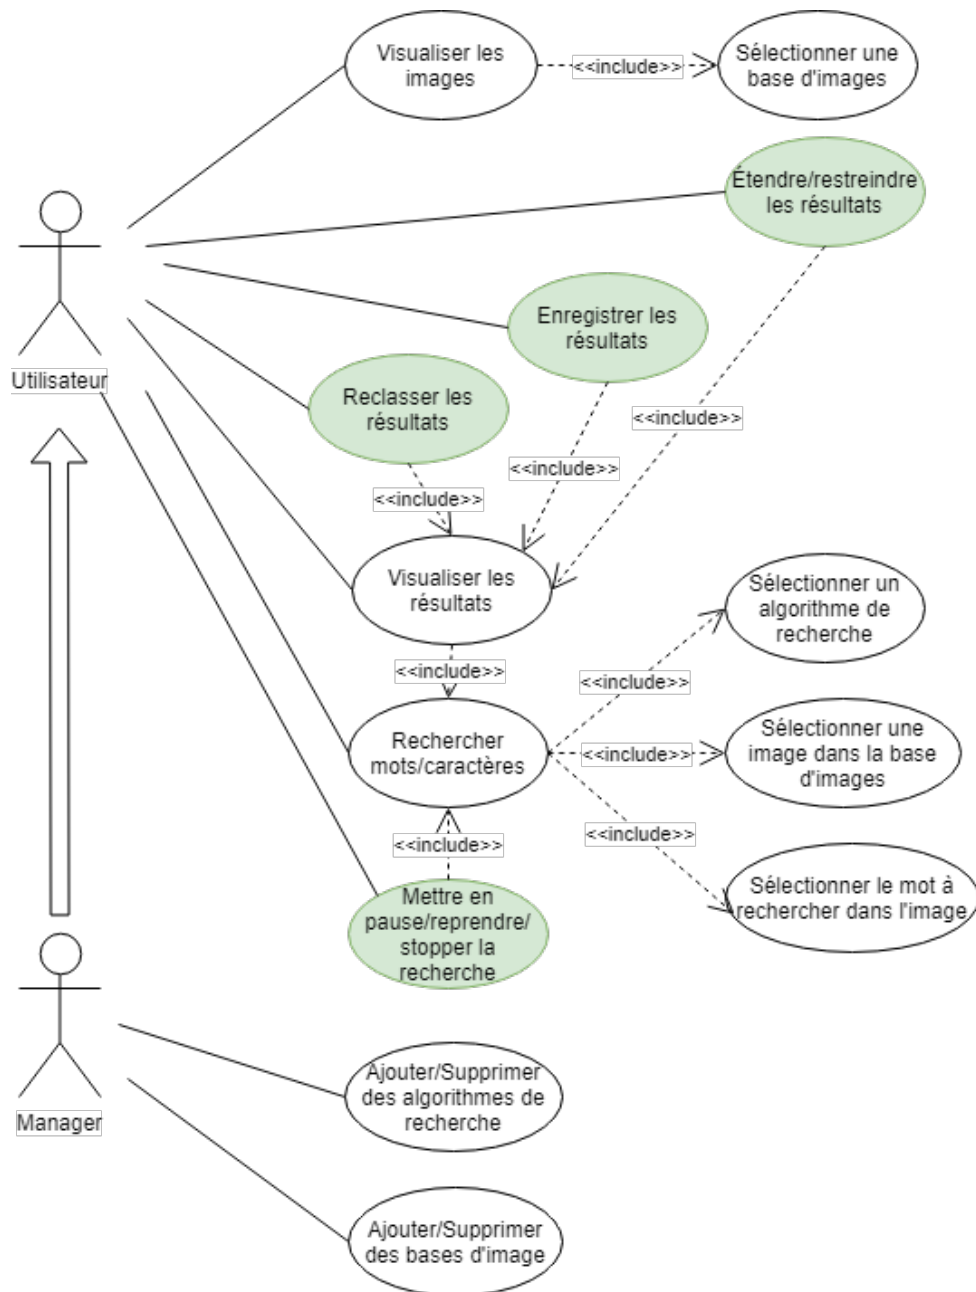 Visualiser les
images
<<include>>
Sélectionner une
base d'images
Étendre/restreindre
les résultats
<<include>>
Enregistrer les
résultats
<<include>>
Utilisateur
Reclasser les
résultats
<<include>>
Visualiser les
résultats
<<include>>
Rechercher
mots/caractères
<<include>>
Sélectionner un
algorithme de
recherche
<<include>>
Sélectionner une
image dans la base
d'images
<<include>>
Sélectionner le mot à
rechercher dans l'image
<<include>>
Mettre en
pause/reprendre/
stopper la
recherche
Manager
Ajouter/Supprimer
des algorithmes de
recherche
Ajouter/Supprimer
des bases d'image